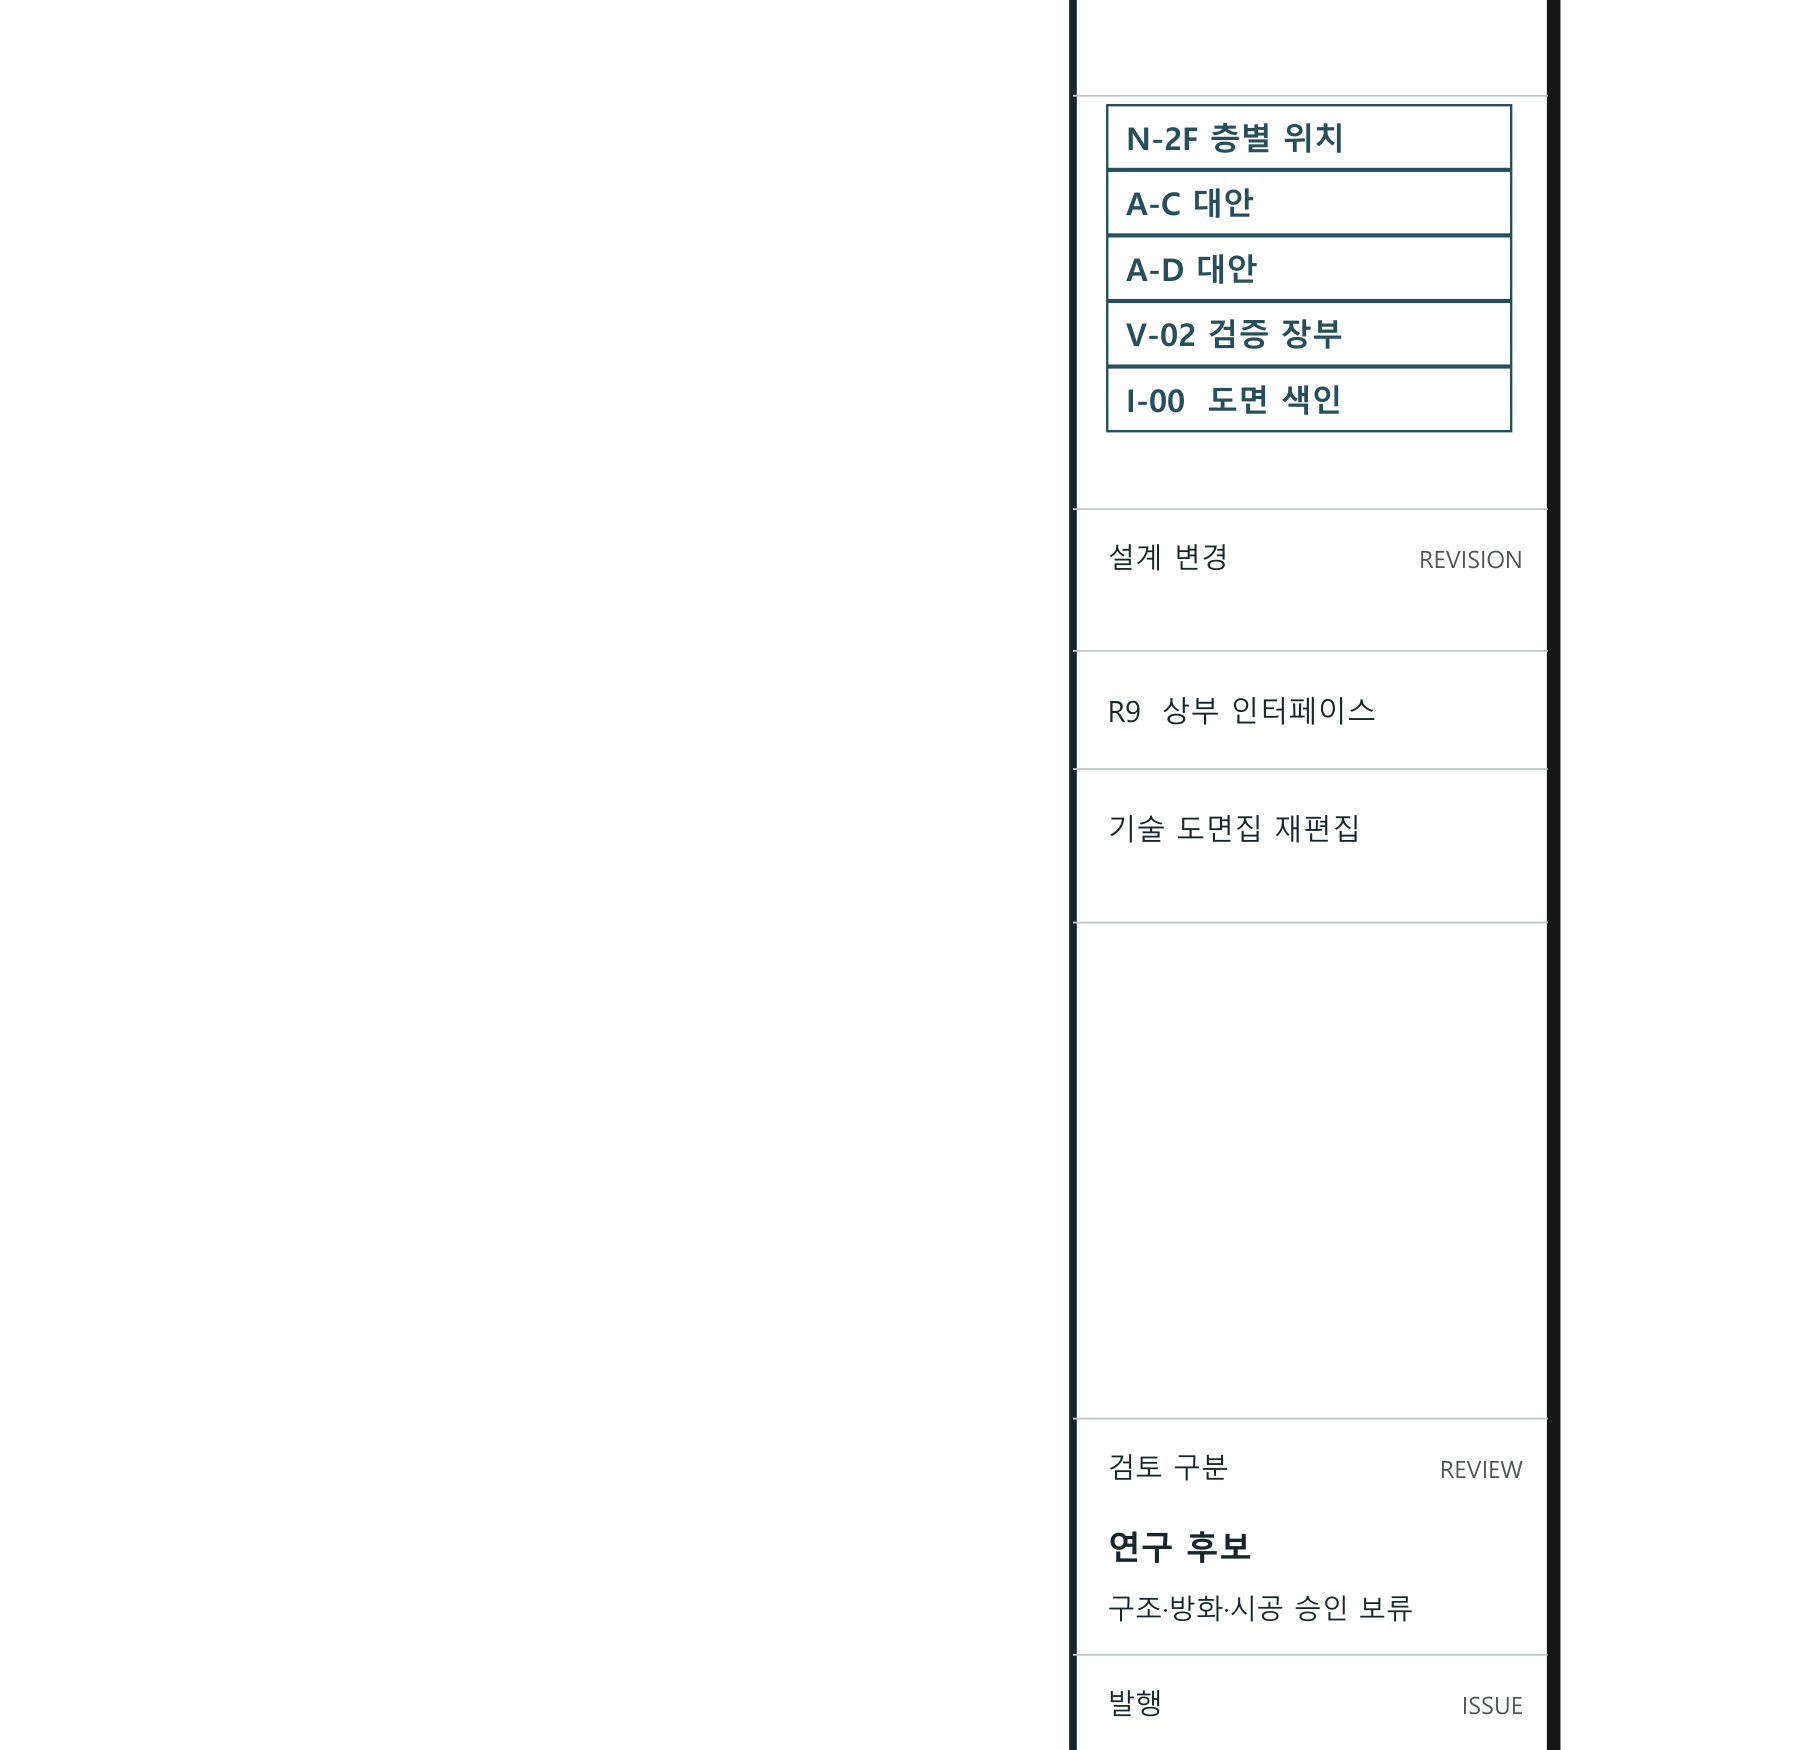 N-2F 층별 위치
A-C 대안
A-D 대안
V-02 검증 장부
I-00 도면 색인
설계 변경 REVISION
R9 상부 인터페이스
기술 도면집 재편집
검토 구분 REVIEW
연구 후보
구조·방화·시공 승인 보류
발행 ISSUE